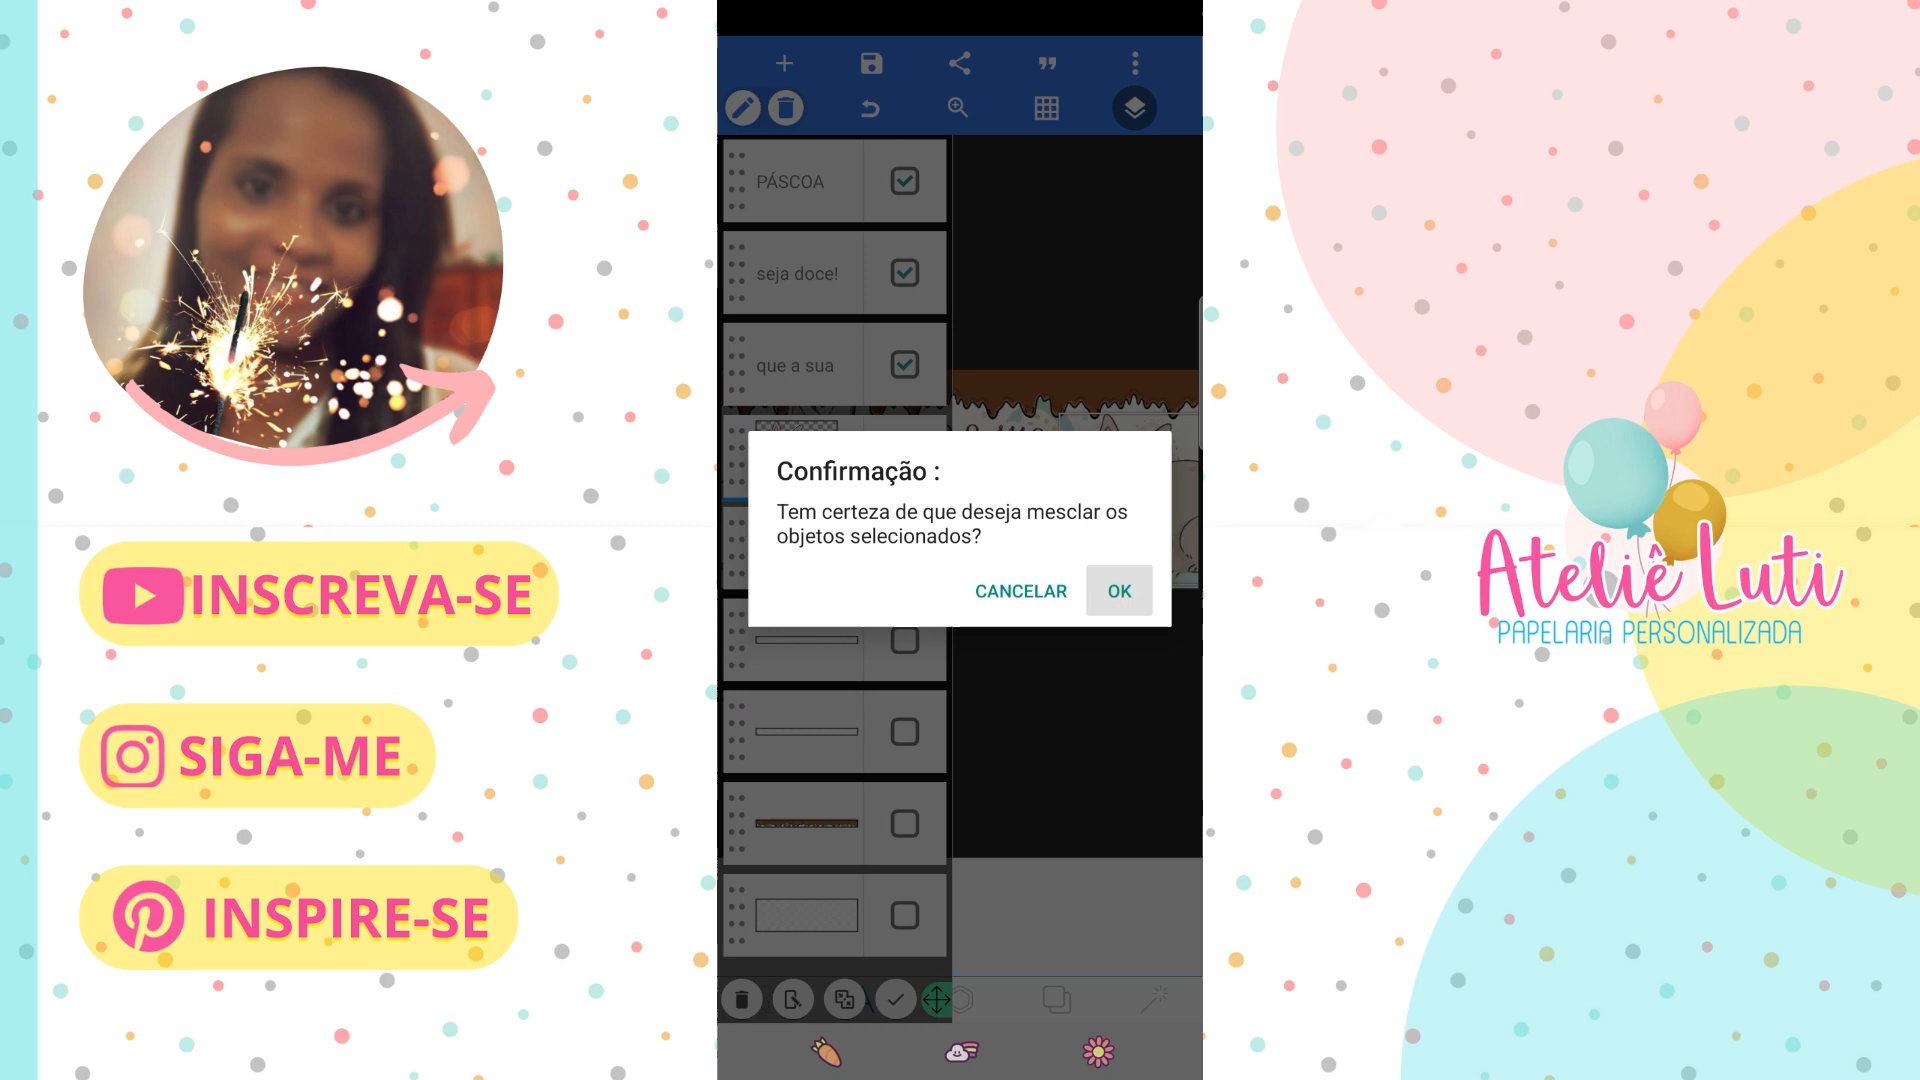 INSCREVA-SE
SIGA-ME
INSPIRE-SE
PÁSCOA
seja doce!
que a sua
Confirmação :
Tem certeza de que deseja mesclar os
objetos selecionados?
CANCELAR
OK
Ateliê Luti
PAPELARIA PERSONALIZADA